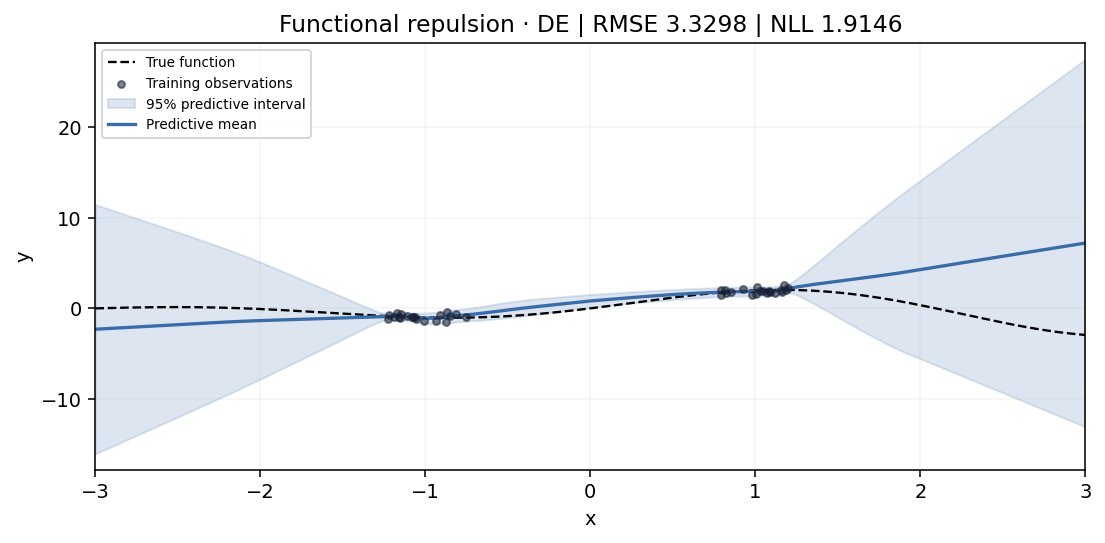 Functional repulsion · DE | RMSE 3.3298 | NLL 1.9146
True function
Training observations
95% predictive interval
Predictive mean
20
10
0
−10
y
−3
−2
−1
0
1
2
3
x